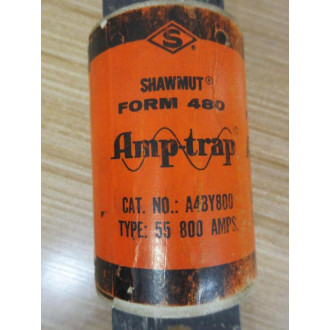 S
SHAWMUT®
FORM 480
Amp-trap®
CAT. NO.: A4BY800
TYPE: 55 800 AMPS.